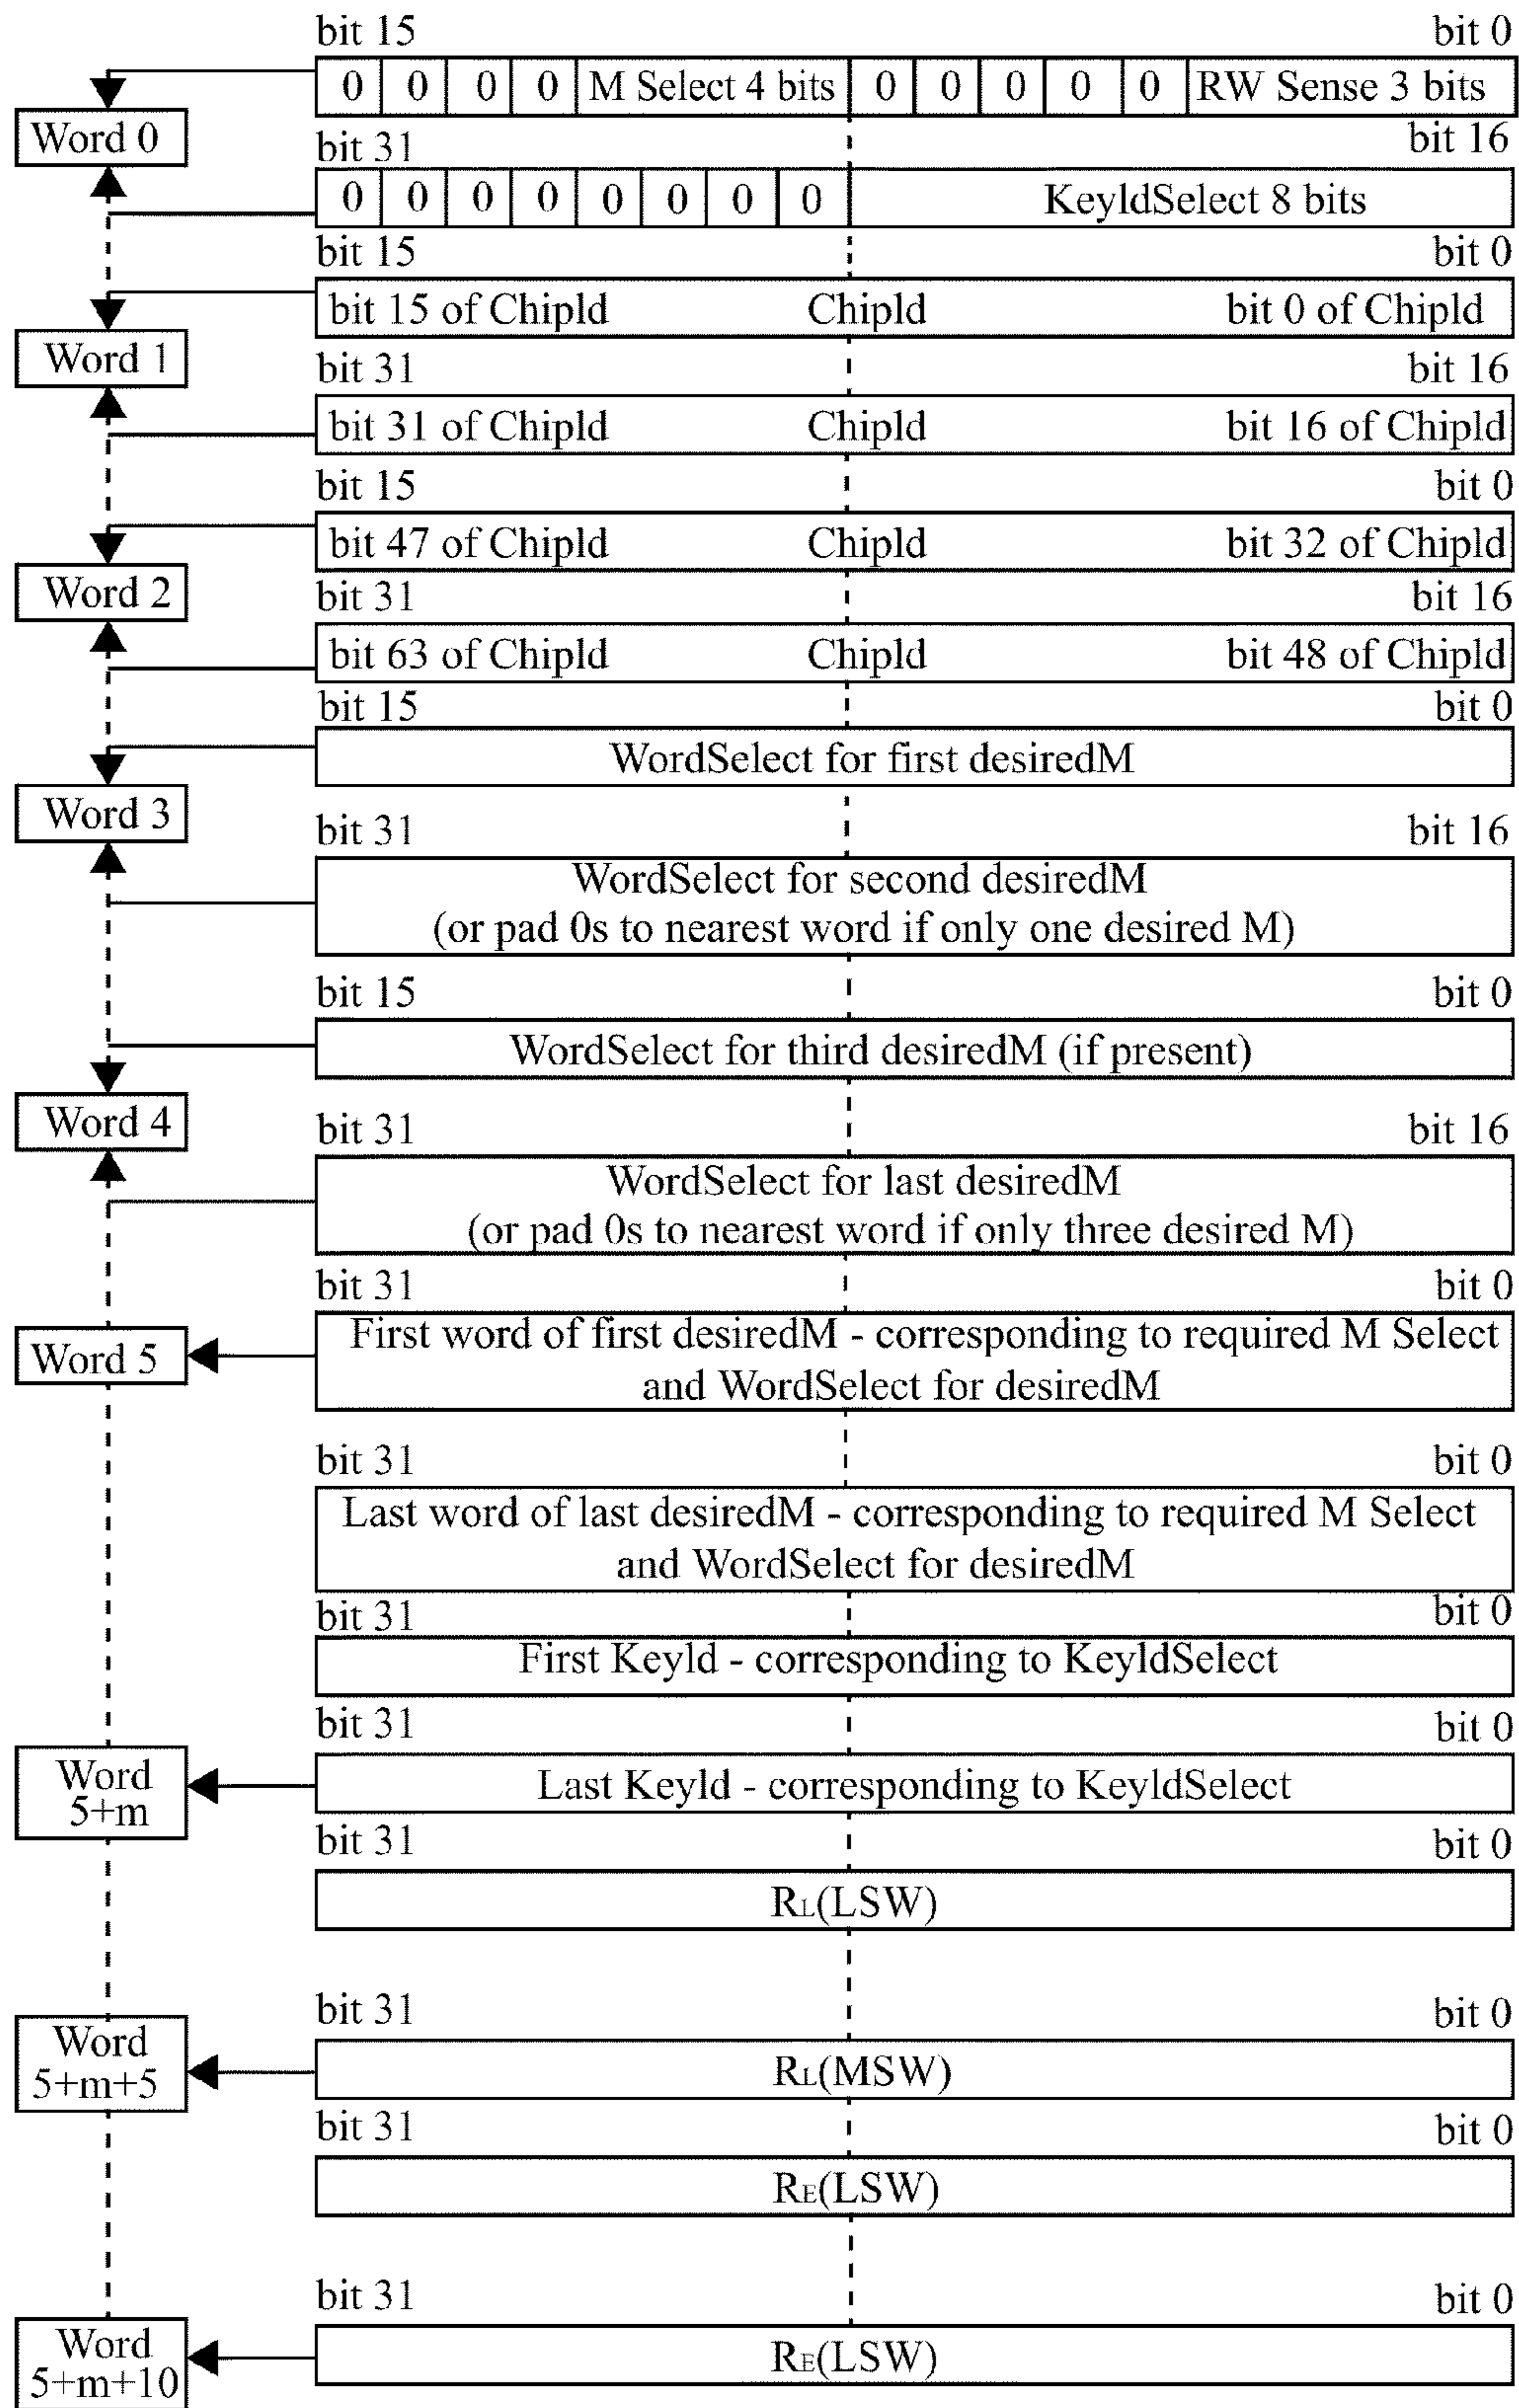 bit 15 bit 0
0 0 0 0 M Select 4 bits 0 0 0 0 0 RW Sense 3 bits
Word 0
bit 31 bit 16
0 0 0 0 0 0 0 0 KeyIdSelect 8 bits
bit 15 bit 0
bit 15 of ChipId ChipId bit 0 of ChipId
Word 1
bit 31 bit 16
bit 31 of ChipId ChipId bit 16 of ChipId
bit 15 bit 0
bit 47 of ChipId ChipId bit 32 of ChipId
Word 2
bit 31 bit 16
bit 63 of ChipId ChipId bit 48 of ChipId
bit 15 bit 0
WordSelect for first desiredM
Word 3
bit 31 bit 16
WordSelect for second desiredM
(or pad 0s to nearest word if only one desired M)
bit 15 bit 0
WordSelect for third desiredM (if present)
Word 4
bit 31 bit 16
WordSelect for last desiredM
(or pad 0s to nearest word if only three desired M)
bit 31 bit 0
First word of first desiredM - corresponding to required M Select
Word 5
and WordSelect for desiredM
bit 31 bit 0
Last word of last desiredM - corresponding to required M Select
and WordSelect for desiredM
bit 31 bit 0
First KeyId - corresponding to KeyIdSelect
bit 31 bit 0
Word
5+m
Last KeyId - corresponding to KeyIdSelect
bit 31 bit 0
RL(LSW)
bit 31 bit 0
Word
5+m+5
RL(MSW)
bit 31 bit 0
RE(LSW)
bit 31 bit 0
Word
5+m+10
RE(LSW)